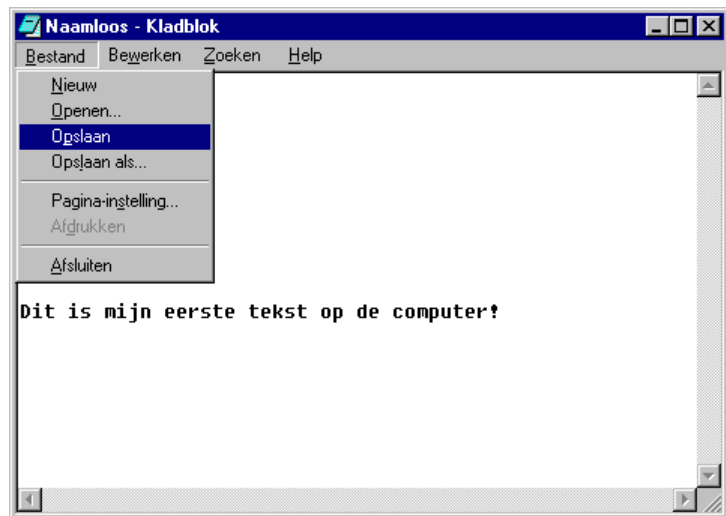 Naamloos - Kladblok
Bestand Bewerken Zoeken Help
Nieuw
Openen...
Opslaan
Opslaan als...
Pagina-instelling...
Afdrukken
Afsluiten
Dit is mijn eerste tekst op de computer!